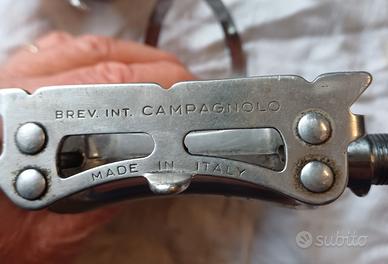 BREV. INT. CAMPAGNOLO
MADE IN ITALY
subito